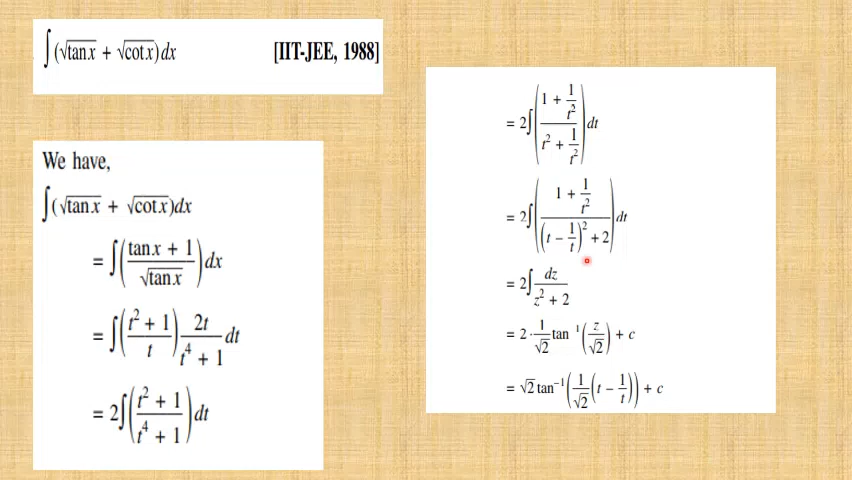 ∫(√tan x + √cot x) dx [IIT-JEE, 1988]
We have,
∫(√tan x + √cot x)dx
= ∫((tan x + 1)/√tan x) dx
= ∫((t² + 1)/t) 2t/(t⁴ + 1) dt
= 2∫((t² + 1)/(t⁴ + 1)) dt
= 2∫((1 + 1/t²)/(t² + 1/t²)) dt
= 2∫((1 + 1/t²)/((t − 1/t)² + 2)) dt
= 2∫ dz/(z² + 2)
= 2 · 1/√2 tan ¹(z/√2) + c
= √2 tan⁻¹(1/√2 (t − 1/t)) + c